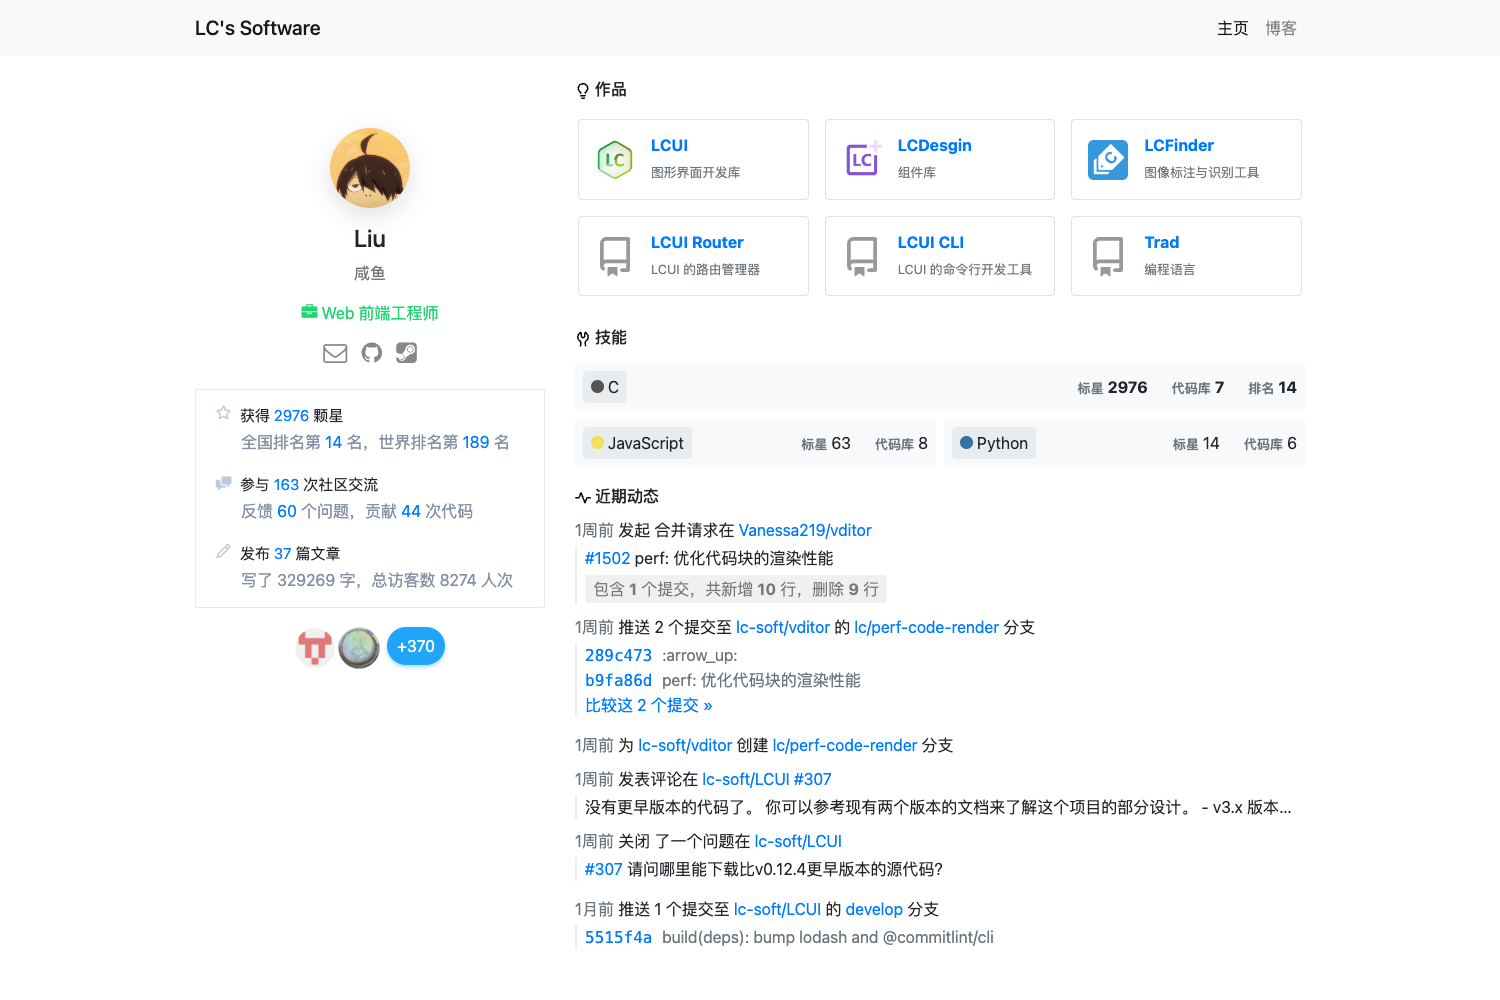 LC's Software
主页 博客
Liu
咸鱼
Web 前端工程师
获得 2976 颗星
全国排名第 14 名，世界排名第 189 名
参与 163 次社区交流
反馈 60 个问题，贡献 44 次代码
发布 37 篇文章
写了 329269 字，总访客数 8274 人次
+370
作品
LC
LCUI
图形界面开发库
LC
LCDesgin
组件库
LCFinder
图像标注与识别工具
LCUI Router
LCUI 的路由管理器
LCUI CLI
LCUI 的命令行开发工具
Trad
编程语言
技能
C 标星 2976 代码库 7 排名 14
JavaScript 标星 63 代码库 8
Python 标星 14 代码库 6
近期动态
1周前 发起 合并请求在 Vanessa219/vditor
#1502 perf: 优化代码块的渲染性能
包含 1 个提交，共新增 10 行，删除 9 行
1周前 推送 2 个提交至 lc-soft/vditor 的 lc/perf-code-render 分支
289c473 :arrow_up:
b9fa86d perf: 优化代码块的渲染性能
比较这 2 个提交 »
1周前 为 lc-soft/vditor 创建 lc/perf-code-render 分支
1周前 发表评论在 lc-soft/LCUI #307
没有更早版本的代码了。 你可以参考现有两个版本的文档来了解这个项目的部分设计。 - v3.x 版本...
1周前 关闭 了一个问题在 lc-soft/LCUI
#307 请问哪里能下载比v0.12.4更早版本的源代码?
1月前 推送 1 个提交至 lc-soft/LCUI 的 develop 分支
5515f4a build(deps): bump lodash and @commitlint/cli